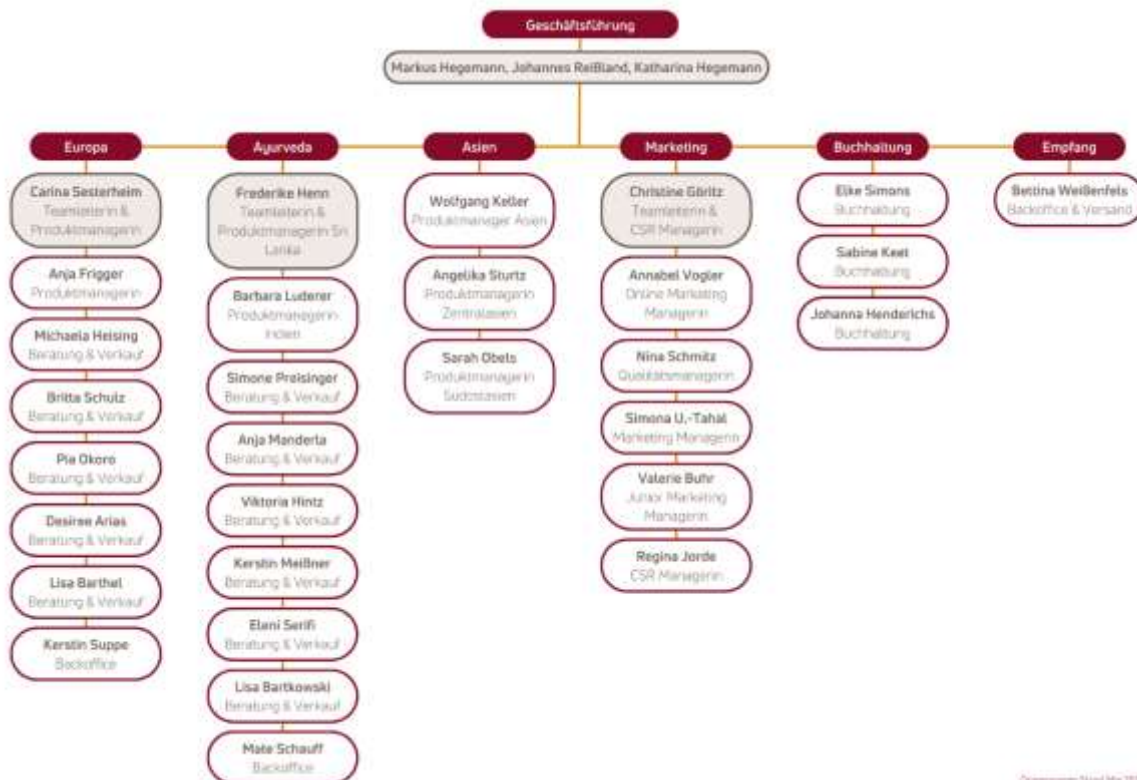 Geschäftsführung
Markus Hegemann, Johannes Reißland, Katharina Hegemann
Europa
Carina Sesterheim
Teamleiterin &
Produktmanagerin
Anja Frigger
Produktmanagerin
Michaela Heising
Beratung & Verkauf
Britta Schulz
Beratung & Verkauf
Pia Okoro
Beratung & Verkauf
Desiree Arias
Beratung & Verkauf
Lisa Barthel
Beratung & Verkauf
Kerstin Suppe
Backoffice
Ayurveda
Frederike Henn
Teamleiterin &
Produktmanagerin Sri
Lanka
Barbara Luderer
Produktmanagerin
Indien
Simone Preisinger
Beratung & Verkauf
Anja Manderla
Beratung & Verkauf
Viktoria Hintz
Beratung & Verkauf
Kerstin Meißner
Beratung & Verkauf
Eleni Serifi
Beratung & Verkauf
Lisa Bartkowski
Beratung & Verkauf
Schauff
Backoffice
Asien
Wolfgang Keller
Produktmanager Asien
Angelika Sturtz
Produktmanagerin
Zentralasien
Sarah Obels
Produktmanagerin
Südostasien
Marketing
Christine Göritz
Teamleiterin &
CSR Managerin
Annabel Vogler
Online Marketing
Managerin
Nina Schmitz
Qualitätsmanagerin
Simona U.-Tahal
Marketing Managerin
Valerie Buhr
Junior Marketing
Managerin
Regina Jorde
CSR Managerin
Buchhaltung
Elke Simons
Buchhaltung
Sabine Keet
Buchhaltung
Johanna Henderichs
Buchhaltung
Empfang
Bettina Weißenfels
Backoffice & Versand